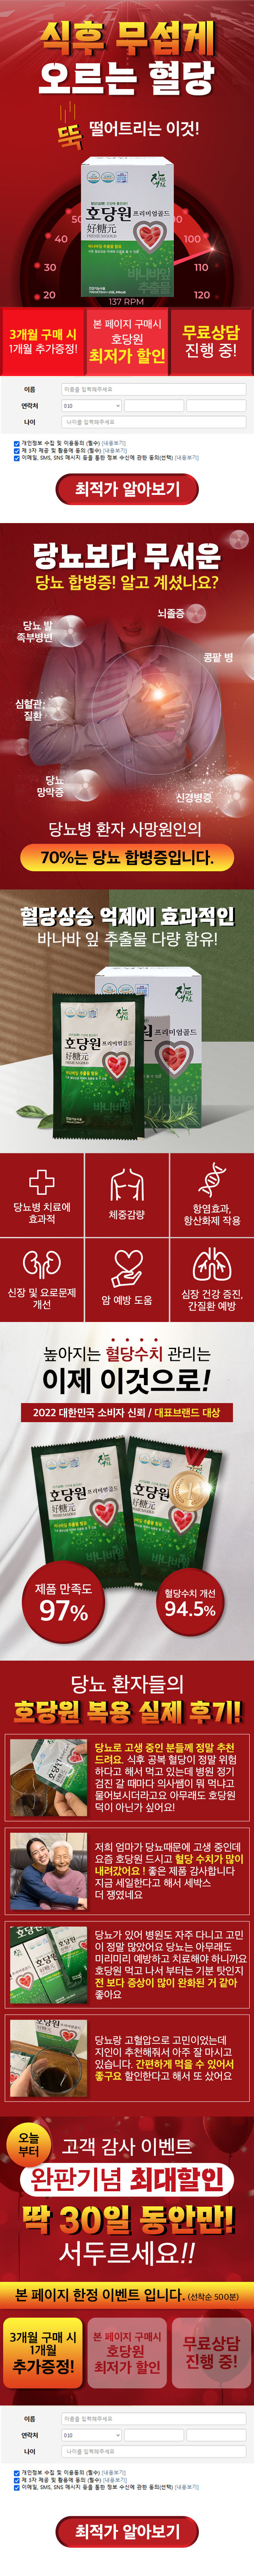 식후 무섭게
오르는 혈당
뚝 떨어트리는 이것!
호당원 프리미엄골드
好糖元
바나바잎
추출물
50
40
30
20
100
110
120
137 RPM
3개월 구매 시
1개월 추가증정!
본 페이지 구매시
호당원
최저가 할인
무료상담
진행 중!
이름
이름을 입력해주세요
연락처
010
나이
나이를 입력해주세요
개인정보 수집 및 이용동의 (필수) [내용보기]
제 3자 제공 및 활용에 동의 (필수) [내용보기]
이메일, SMS, SNS 메시지 등을 통한 정보 수신에 관한 동의(선택) [내용보기]
최적가 알아보기
당뇨보다 무서운
당뇨 합병증! 알고 계셨나요?
뇌졸증
당뇨 발
족부병변
콩팥 병
심혈관
질환
당뇨
망막증
신경병증
당뇨병 환자 사망원인의
70%는 당뇨 합병증입니다.
혈당상승 억제에 효과적인
바나바 잎 추출물 다량 함유!
호당원 프리미엄골드
好糖元
당뇨병 치료에
효과적
체중감량
항염효과,
항산화제 작용
신장 및 요로문제
개선
암 예방 도움
심장 건강 증진,
간질환 예방
높아지는 혈당수치 관리는
이제 이것으로!
2022 대한민국 소비자 신뢰 / 대표브랜드 대상
호당원 프리미엄골드
好糖元
제품 만족도
97%
혈당수치 개선
94.5%
당뇨 환자들의
호당원 복용 실제 후기!
당뇨로 고생 중인 분들께 정말 추천
드려요. 식후 공복 혈당이 정말 위험
하다고 해서 먹고 있는데 병원 정기
검진 갈 때마다 의사쌤이 뭐 먹냐고
물어보시더라고요 아무래도 호당원
덕이 아닌가 싶어요!
저희 엄마가 당뇨때문에 고생 중인데
요즘 호당원 드시고 혈당 수치가 많이
내려갔어요 ! 좋은 제품 감사합니다
지금 세일한다고 해서 세박스
더 쟁였네요
당뇨가 있어 병원도 자주 다니고 고민
이 정말 많았어요 당뇨는 아무래도
미리미리 예방하고 치료해야 하니까요
호당원 먹고 나서 부터는 기분 탓인지
전 보다 증상이 많이 완화된 거 같아
좋아요
당뇨랑 고혈압으로 고민이었는데
지인이 추천해줘서 아주 잘 마시고
있습니다. 간편하게 먹을 수 있어서
좋구요 할인한다고 해서 또 샀어요
오늘
부터
고객 감사 이벤트
완판기념 최대할인
딱 30일 동안만!
서두르세요!!
본 페이지 한정 이벤트 입니다. (선착순 500분)
3개월 구매 시
1개월
추가증정!
본 페이지 구매시
호당원
최저가 할인
무료상담
진행 중!
이름
이름을 입력해주세요
연락처
010
나이
나이를 입력해주세요
개인정보 수집 및 이용동의 (필수) [내용보기]
제 3자 제공 및 활용에 동의 (필수) [내용보기]
이메일, SMS, SNS 메시지 등을 통한 정보 수신에 관한 동의(선택) [내용보기]
최적가 알아보기